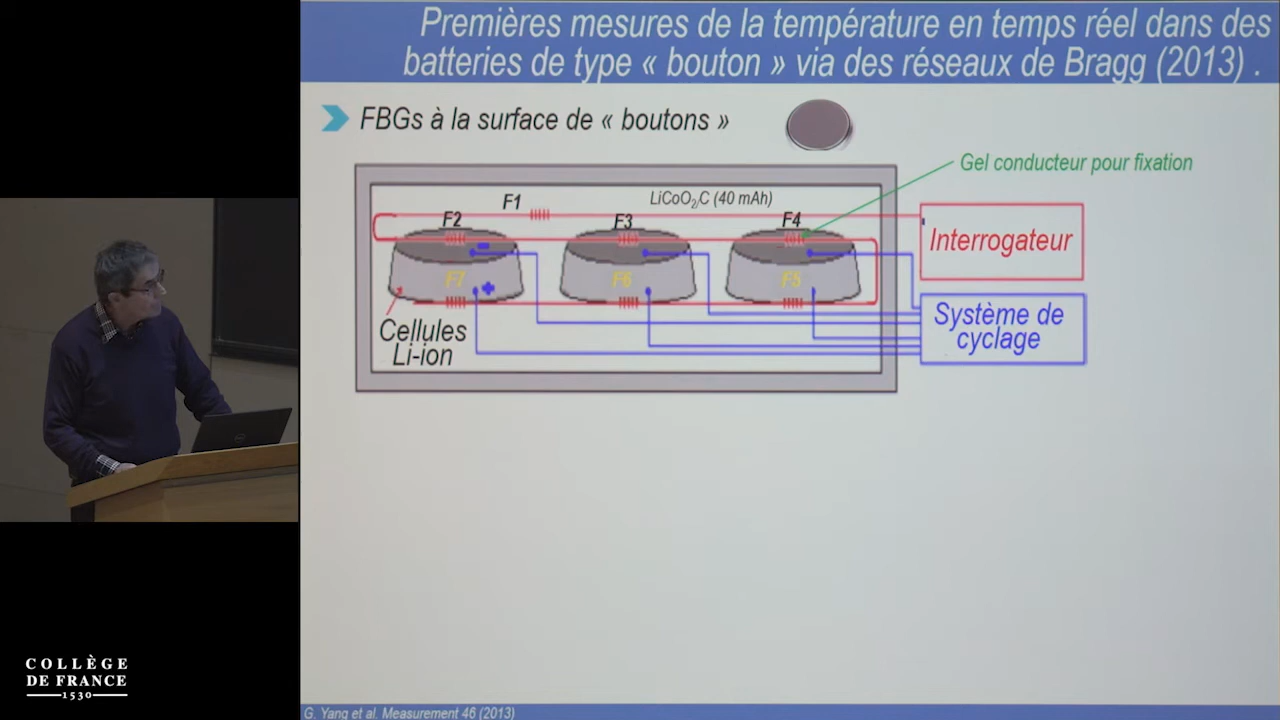 Premières mesures de la température en temps réel dans des
batteries de type « bouton » via des réseaux de Bragg (2013) .
FBGs à la surface de « boutons »
Gel conducteur pour fixation
LiCoO₂/C (40 mAh)
F1
F2
F3
F4
Interrogateur
F7
F6
F5
Cellules
Li-ion
Système de
cyclage
COLLÈGE
DE FRANCE
1530
G. Yang et al. Measurement 46 (2013)